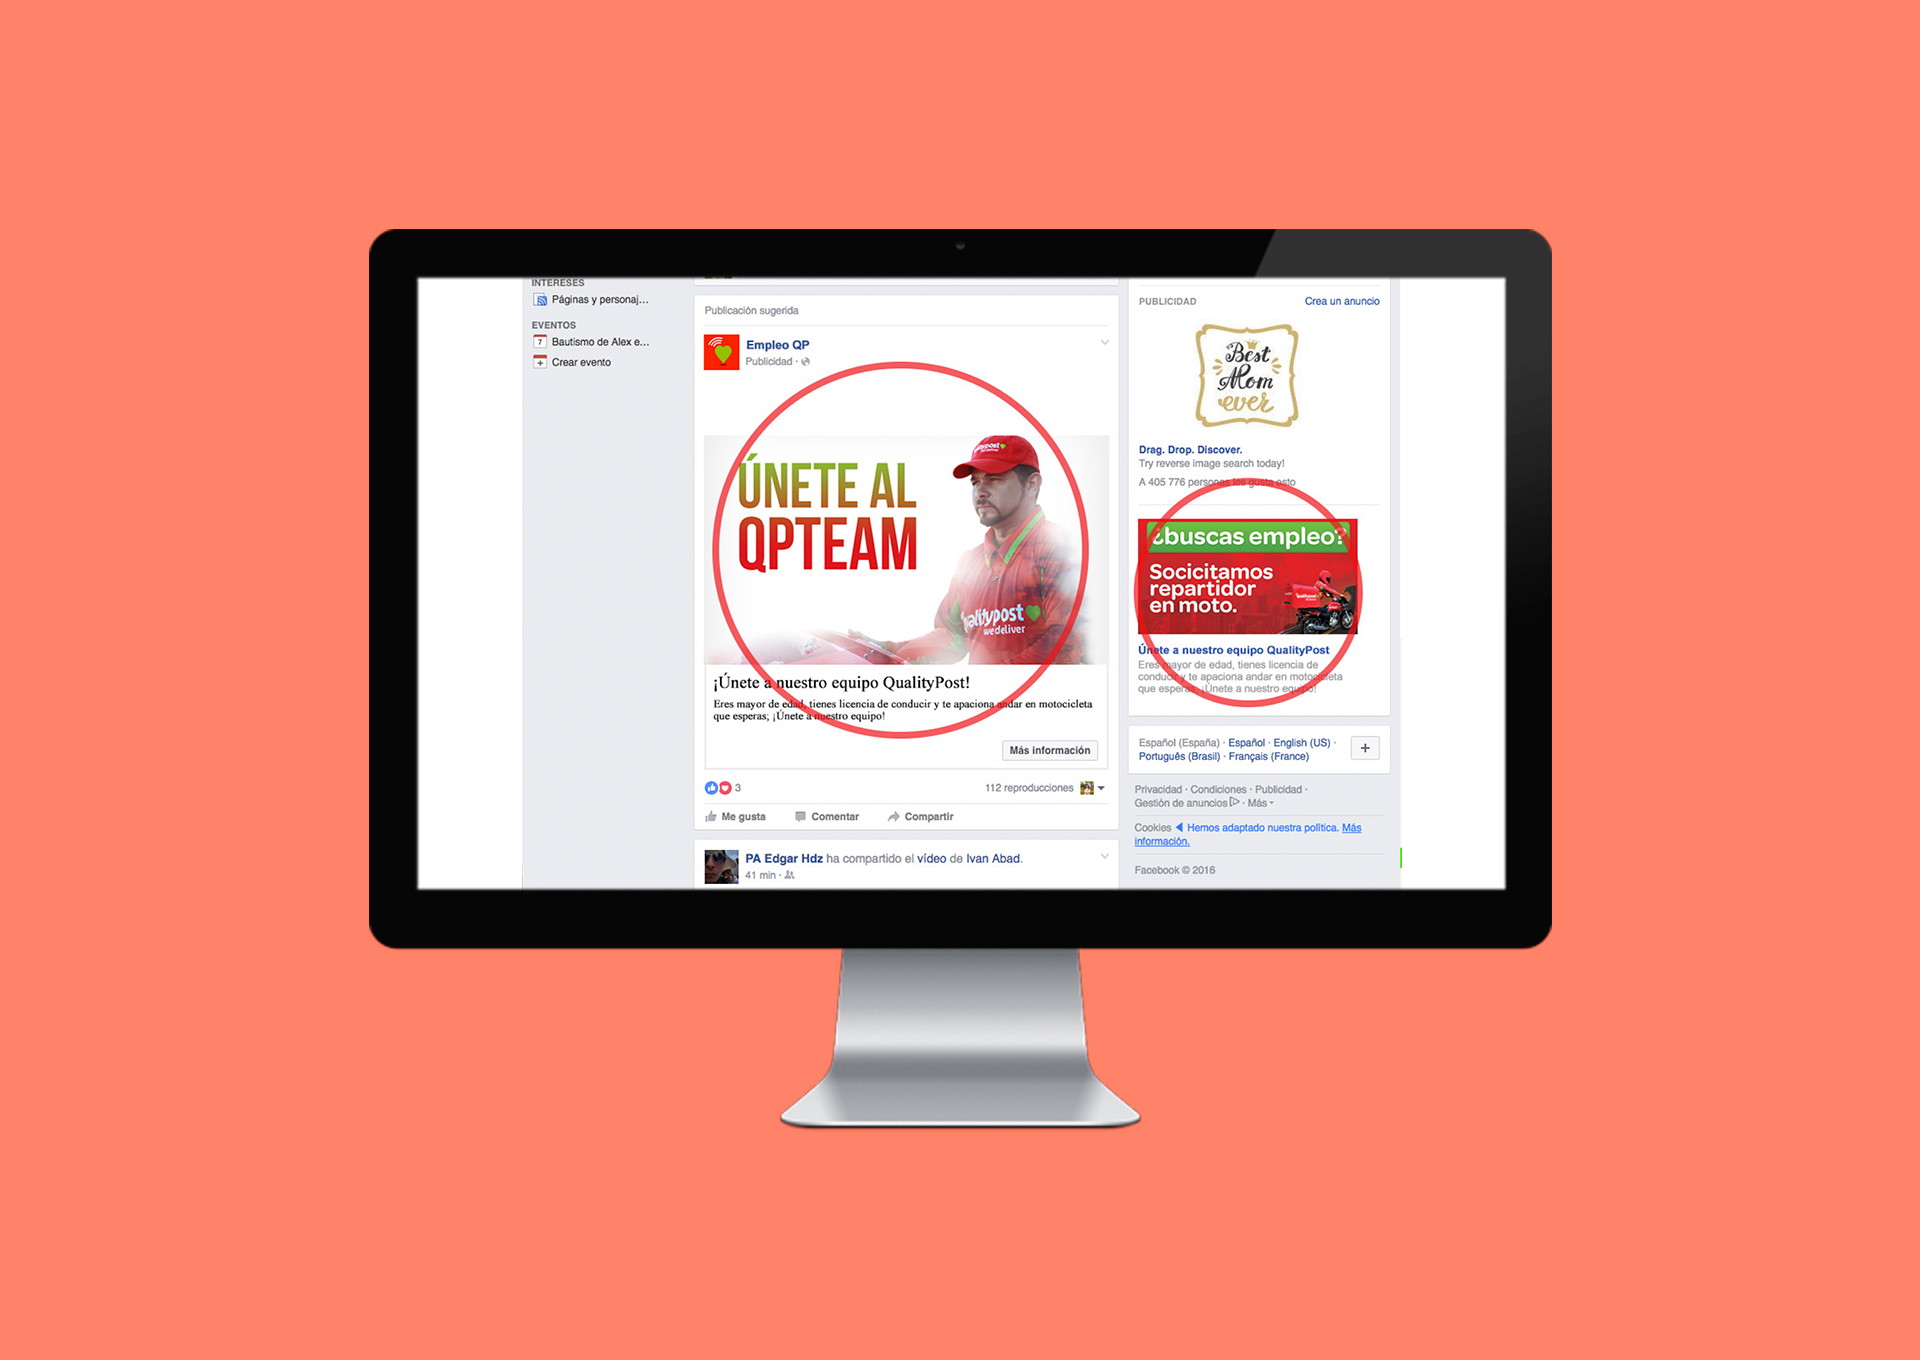 INTERESES
Páginas y personaj...
EVENTOS
7
Bautismo de Alex e...
Crear evento
Publicación sugerida
Empleo QP
Publicidad ·
ÚNETE AL
QPTEAM
qualitypost
we deliver
¡Únete a nuestro equipo QualityPost!
Eres mayor de edad, tienes licencia de conducir y te apaciona andar en motocicleta
que esperas; ¡Únete a nuestro equipo!
Más información
3
112 reproducciones
Me gusta
Comentar
Compartir
PA Edgar Hdz ha compartido el vídeo de Ivan Abad.
41 min ·
PUBLICIDAD
Crea un anuncio
Best
Mom
ever
Drag. Drop. Discover.
Try reverse image search today!
A 405 776 personas les gusta esto
¿buscas empleo?
Socicitamos
repartidor
en moto.
Únete a nuestro equipo QualityPost
Eres mayor de edad, tienes licencia de
conducir y te apaciona andar en motocicleta
que esperas; ¡Únete a nuestro equipo!
Español (España) · Español · English (US) ·
Português (Brasil) · Français (France)
+
Privacidad · Condiciones · Publicidad ·
Gestión de anuncios · Más
Cookies Hemos adaptado nuestra política. Más
información.
Facebook © 2016